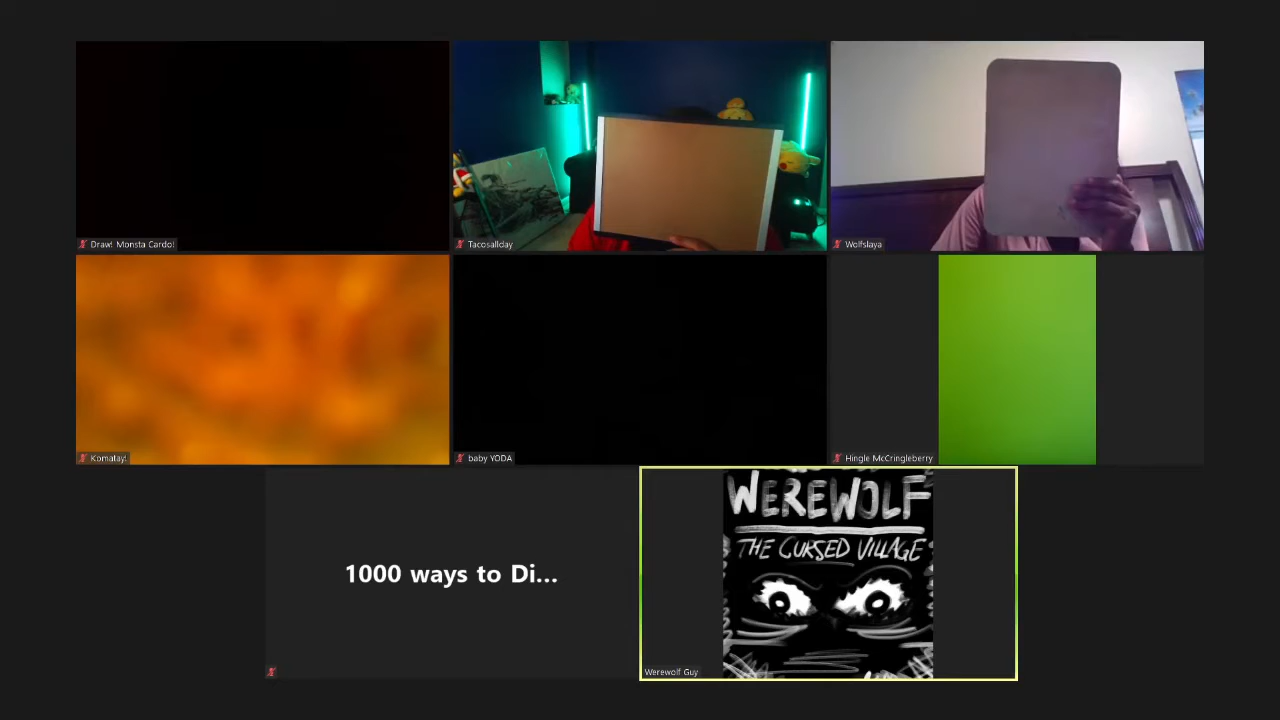 Draw! Monsta Cardo!
Tacosallday
Wolfslaya
Komatay!
baby YODA
Hingle McCringleberry
1000 ways to Di...
WEREWOLF
THE CURSED VILLAGE
Werewolf Guy